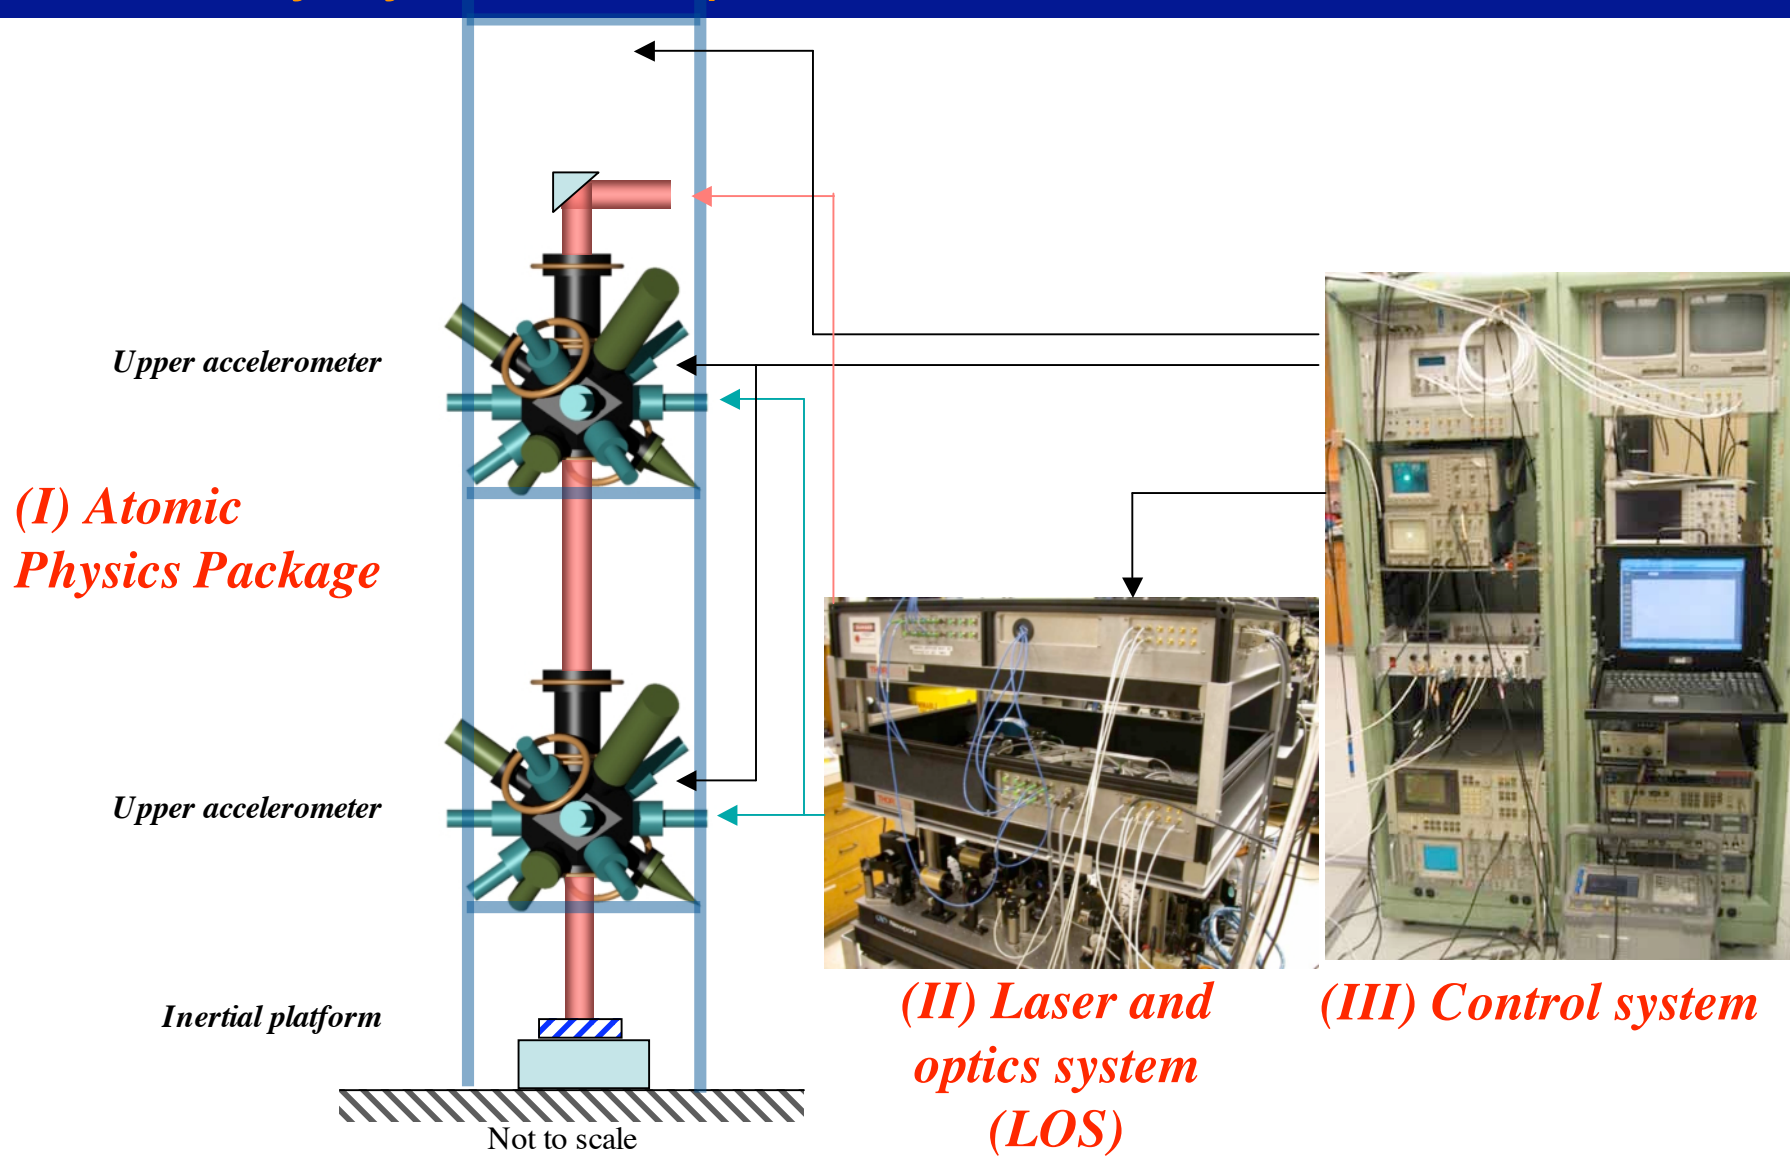 Upper accelerometer
(I) Atomic
Physics Package
Upper accelerometer
Inertial platform
Not to scale
Newport
(II) Laser and
optics system
(LOS)
(III) Control system